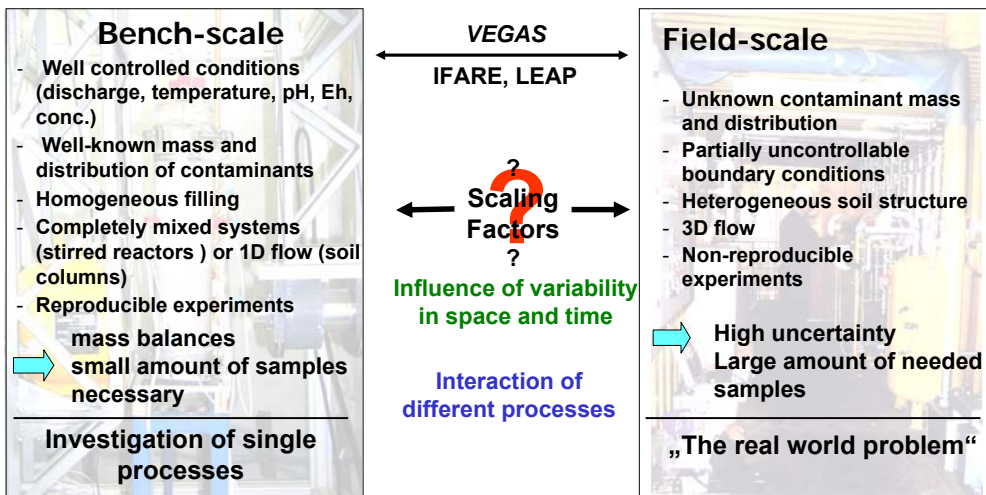 Bench-scale
- Well controlled conditions
(discharge, temperature, pH, Eh,
conc.)
- Well-known mass and
distribution of contaminants
- Homogeneous filling
- Completely mixed systems
(stirred reactors ) or 1D flow (soil
columns)
- Reproducible experiments
mass balances
small amount of samples
necessary
Investigation of single
processes
VEGAS
IFARE, LEAP
?
?
Scaling
Factors
?
Influence of variability
in space and time
Interaction of
different processes
Field-scale
- Unknown contaminant mass
and distribution
- Partially uncontrollable
boundary conditions
- Heterogeneous soil structure
- 3D flow
- Non-reproducible
experiments
High uncertainty
Large amount of needed
samples
„The real world problem“